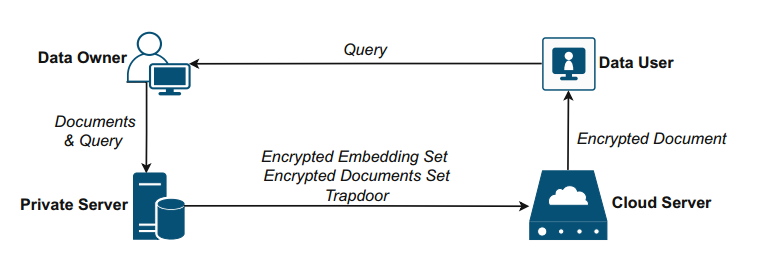 Query
Data Owner
Data User
Documents
& Query
Encrypted Document
Encrypted Embedding Set
Encrypted Documents Set
Trapdoor
Private Server
Cloud Server